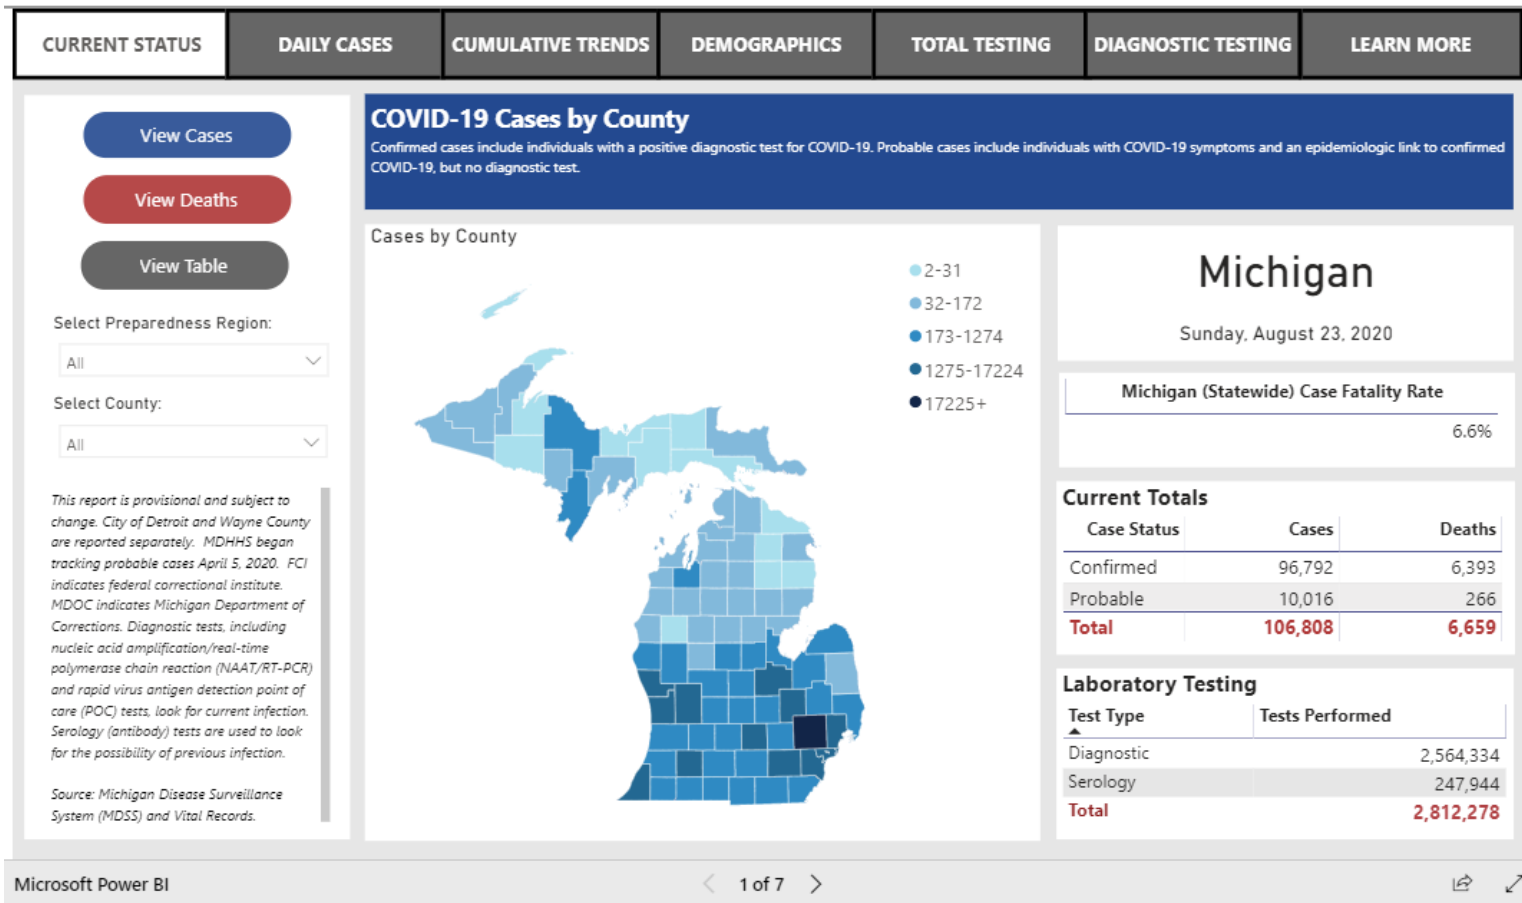 CURRENT STATUS
DAILY CASES
CUMULATIVE TRENDS
DEMOGRAPHICS
TOTAL TESTING
DIAGNOSTIC TESTING
LEARN MORE
View Cases
View Deaths
View Table
Select Preparedness Region:
All
Select County:
All
This report is provisional and subject to
change. City of Detroit and Wayne County
are reported separately. MDHHS began
tracking probable cases April 5, 2020. FCI
indicates federal correctional institute.
MDOC indicates Michigan Department of
Corrections. Diagnostic tests, including
nucleic acid amplification/real-time
polymerase chain reaction (NAAT/RT-PCR)
and rapid virus antigen detection point of
care (POC) tests, look for current infection.
Serology (antibody) tests are used to look
for the possibility of previous infection.
Source: Michigan Disease Surveillance
System (MDSS) and Vital Records.
COVID-19 Cases by County
Confirmed cases include individuals with a positive diagnostic test for COVID-19. Probable cases include individuals with COVID-19 symptoms and an epidemiologic link to confirmed
COVID-19, but no diagnostic test.
Cases by County
2-31
32-172
173-1274
1275-17224
17225+
Michigan
Sunday, August 23, 2020
Michigan (Statewide) Case Fatality Rate
6.6%
Current Totals
Case Status Cases Deaths
Confirmed 96,792 6,393
Probable 10,016 266
Total 106,808 6,659
Laboratory Testing
Test Type Tests Performed
Diagnostic 2,564,334
Serology 247,944
Total 2,812,278
Microsoft Power BI
1 of 7